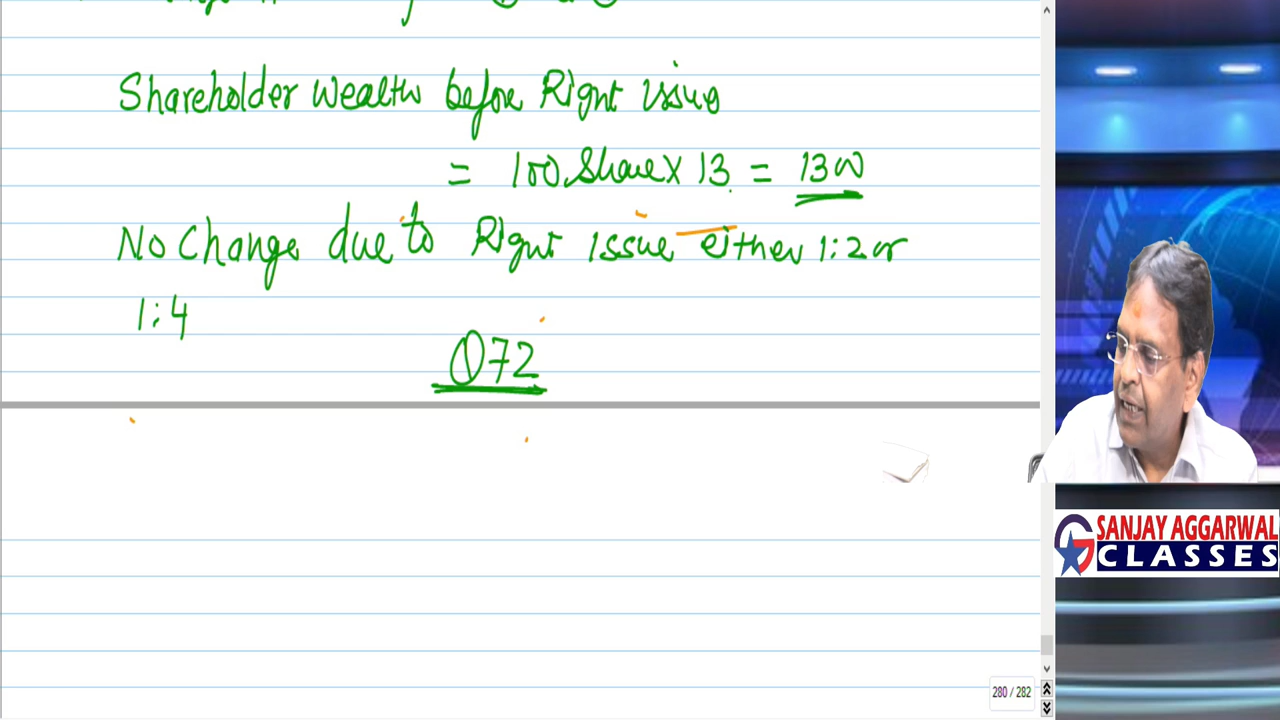 Shareholder Wealth before Right issue
= 100 Share x 13 = 1300
No Change due to Right issue either 1:2 or
1:4
Q72
280 / 282
SANJAY AGGARWAL
CLASSES